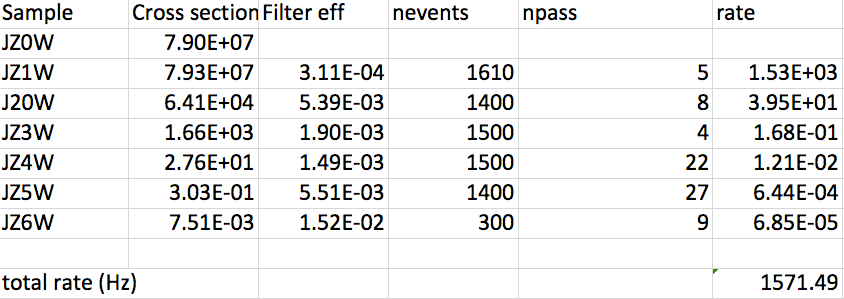 Sample Cross section Filter eff nevents npass rate
JZ0W 7.90E+07
JZ1W 7.93E+07 3.11E-04 1610 5 1.53E+03
J20W 6.41E+04 5.39E-03 1400 8 3.95E+01
JZ3W 1.66E+03 1.90E-03 1500 4 1.68E-01
JZ4W 2.76E+01 1.49E-03 1500 22 1.21E-02
JZ5W 3.03E-01 5.51E-03 1400 27 6.44E-04
JZ6W 7.51E-03 1.52E-02 300 9 6.85E-05
total rate (Hz) 1571.49